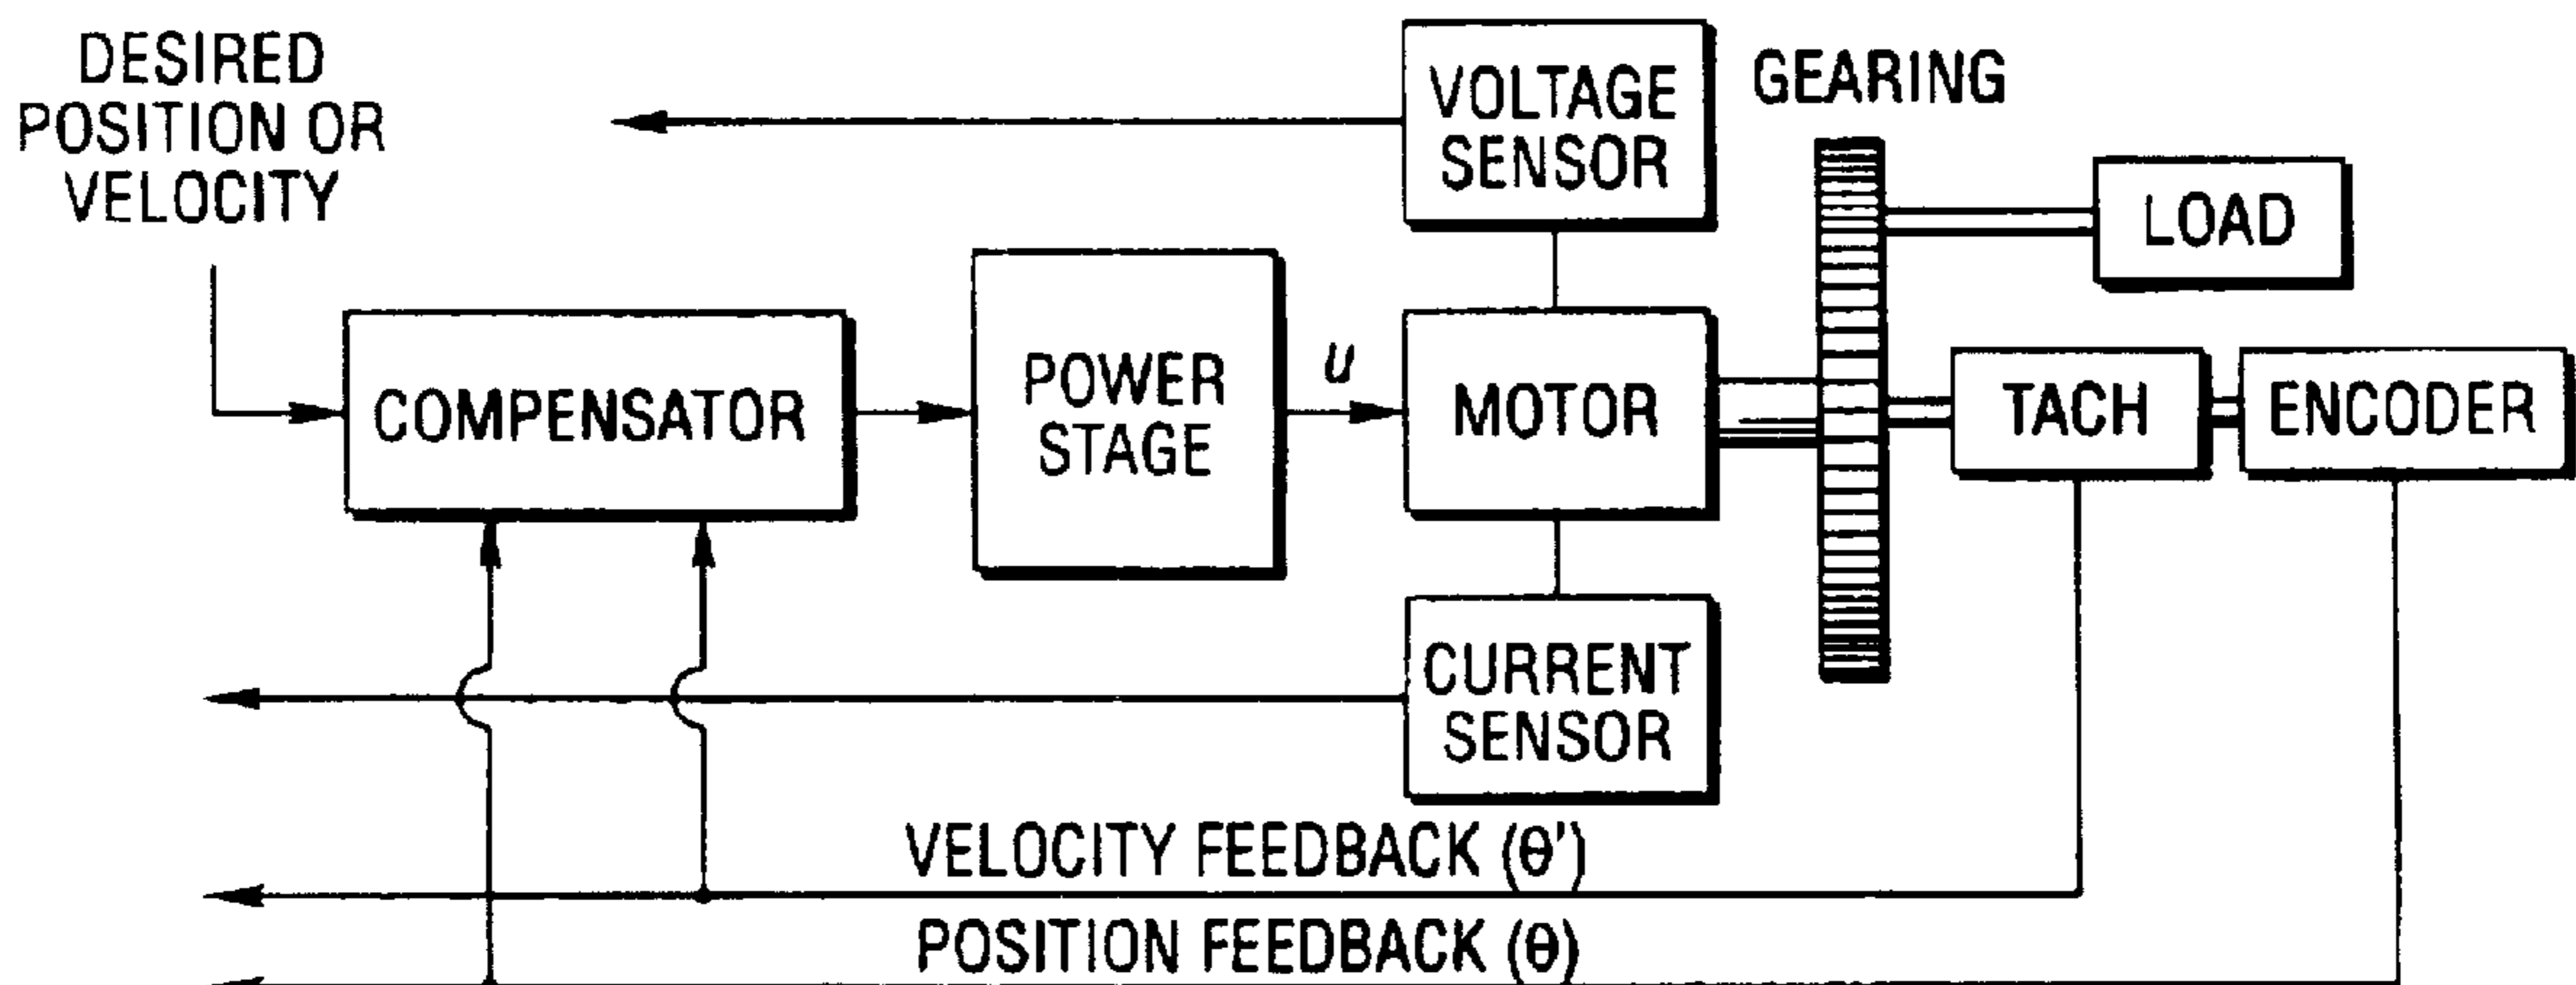 DESIRED
POSITION OR
VELOCITY
VOLTAGE
SENSOR
GEARING
LOAD
COMPENSATOR
POWER
STAGE
u
MOTOR
TACH
ENCODER
CURRENT
SENSOR
VELOCITY FEEDBACK (θ')
POSITION FEEDBACK (θ)